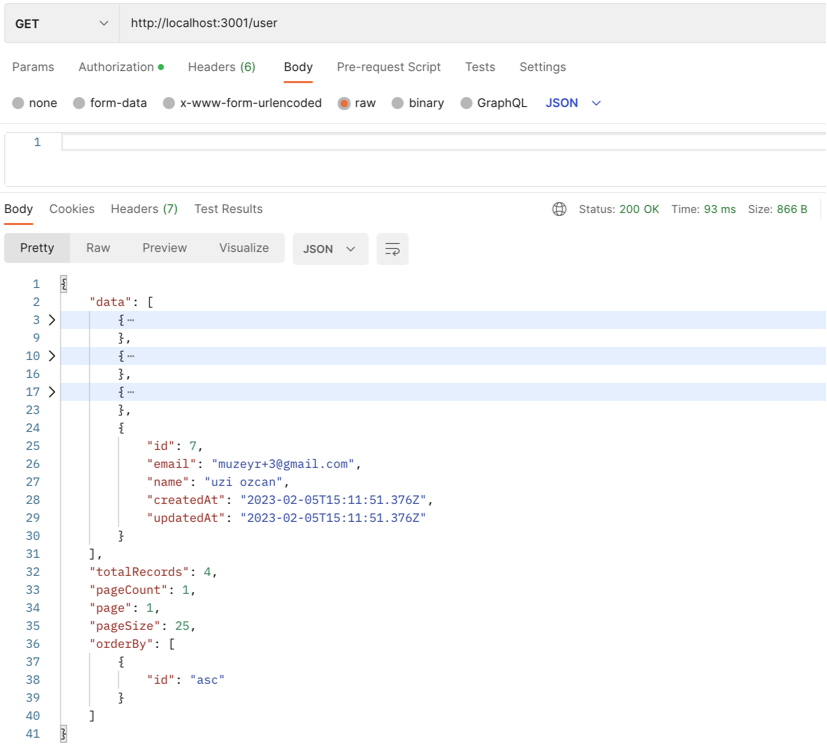 GET http://localhost:3001/user
Params Authorization Headers (6) Body Pre-request Script Tests Settings
none form-data x-www-form-urlencoded raw binary GraphQL JSON
1
Body Cookies Headers (7) Test Results Status: 200 OK Time: 93 ms Size: 866 B
Pretty Raw Preview Visualize JSON
1 {
2 "data": [
3 { ⋯
9 },
10 { ⋯
16 },
17 { ⋯
23 },
24 {
25 "id": 7,
26 "email": "muzeyr+3@gmail.com",
27 "name": "uzi ozcan",
28 "createdAt": "2023-02-05T15:11:51.376Z",
29 "updatedAt": "2023-02-05T15:11:51.376Z"
30 }
31 ],
32 "totalRecords": 4,
33 "pageCount": 1,
34 "page": 1,
35 "pageSize": 25,
36 "orderBy": [
37 {
38 "id": "asc"
39 }
40 ]
41 }